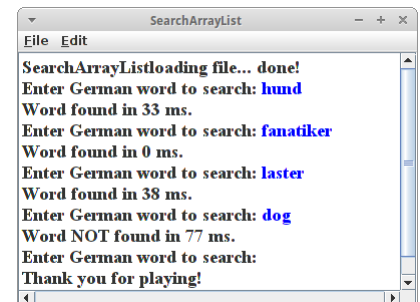 SearchArrayList
File Edit
SearchArrayListloading file... done!
Enter German word to search: hund
Word found in 33 ms.
Enter German word to search: fanatiker
Word found in 0 ms.
Enter German word to search: laster
Word found in 38 ms.
Enter German word to search: dog
Word NOT found in 77 ms.
Enter German word to search:
Thank you for playing!